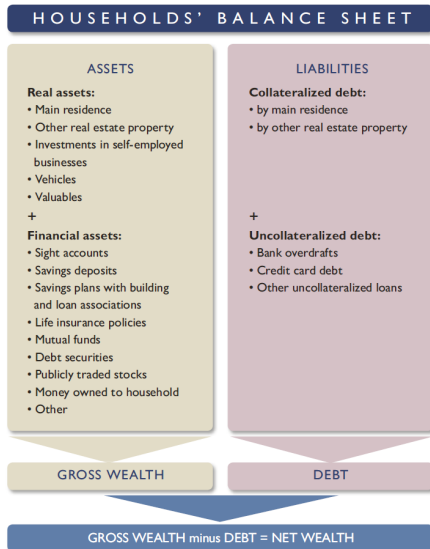 HOUSEHOLDS' BALANCE SHEET
ASSETS
Real assets:
• Main residence
• Other real estate property
• Investments in self-employed
businesses
• Vehicles
• Valuables
+
Financial assets:
• Sight accounts
• Savings deposits
• Savings plans with building
and loan associations
• Life insurance policies
• Mutual funds
• Debt securities
• Publicly traded stocks
• Money owned to household
• Other
LIABILITIES
Collateralized debt:
• by main residence
• by other real estate property
+
Uncollateralized debt:
• Bank overdrafts
• Credit card debt
• Other uncollateralized loans
GROSS WEALTH
DEBT
GROSS WEALTH minus DEBT = NET WEALTH